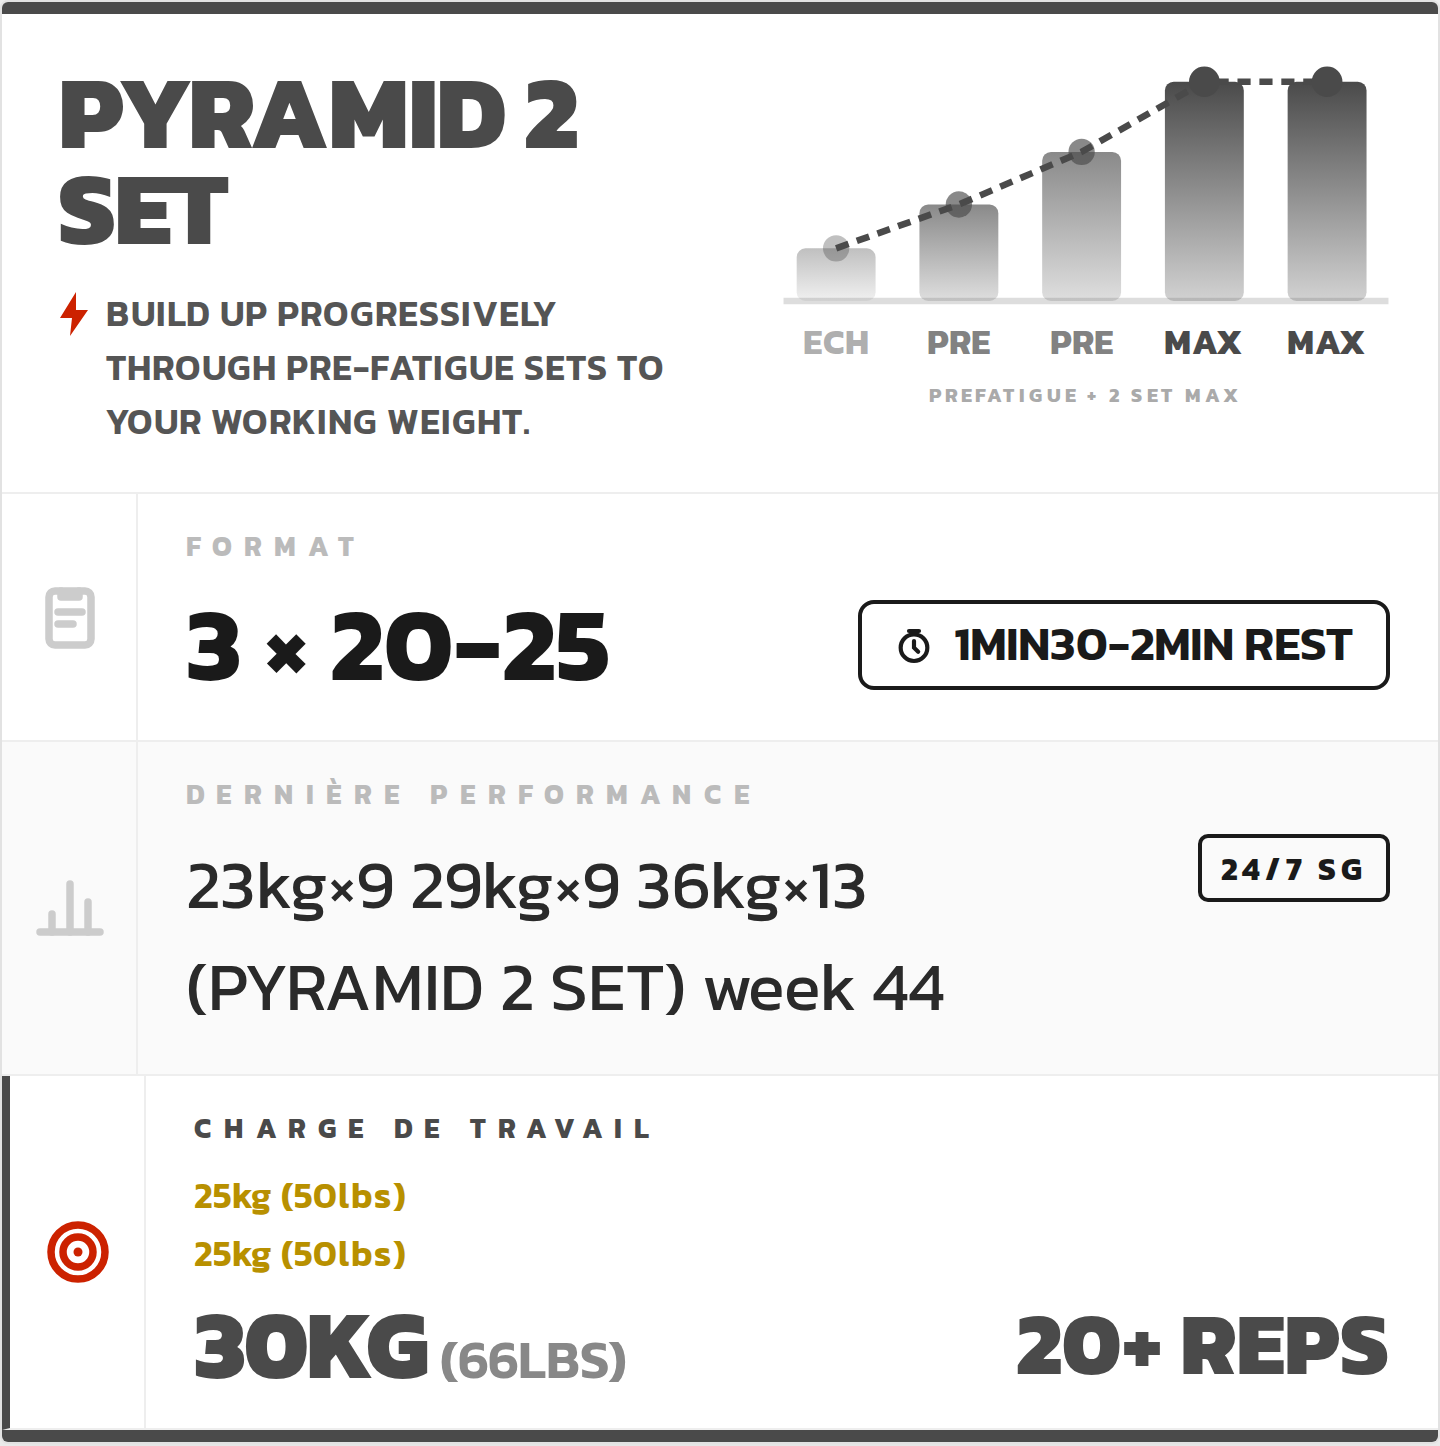 PYRAMID 2
SET
BUILD UP PROGRESSIVELY
THROUGH PRE-FATIGUE SETS TO
YOUR WORKING WEIGHT.
ECH PRE PRE MAX MAX
PREFATIGUE + 2 SET MAX
FORMAT
3 × 20-25
1MIN30-2MIN REST
DERNIÈRE PERFORMANCE
23kg×9 29kg×9 36kg×13
(PYRAMID 2 SET) week 44
24/7 SG
CHARGE DE TRAVAIL
25kg (50lbs)
25kg (50lbs)
30KG (66LBS)
20+ REPS